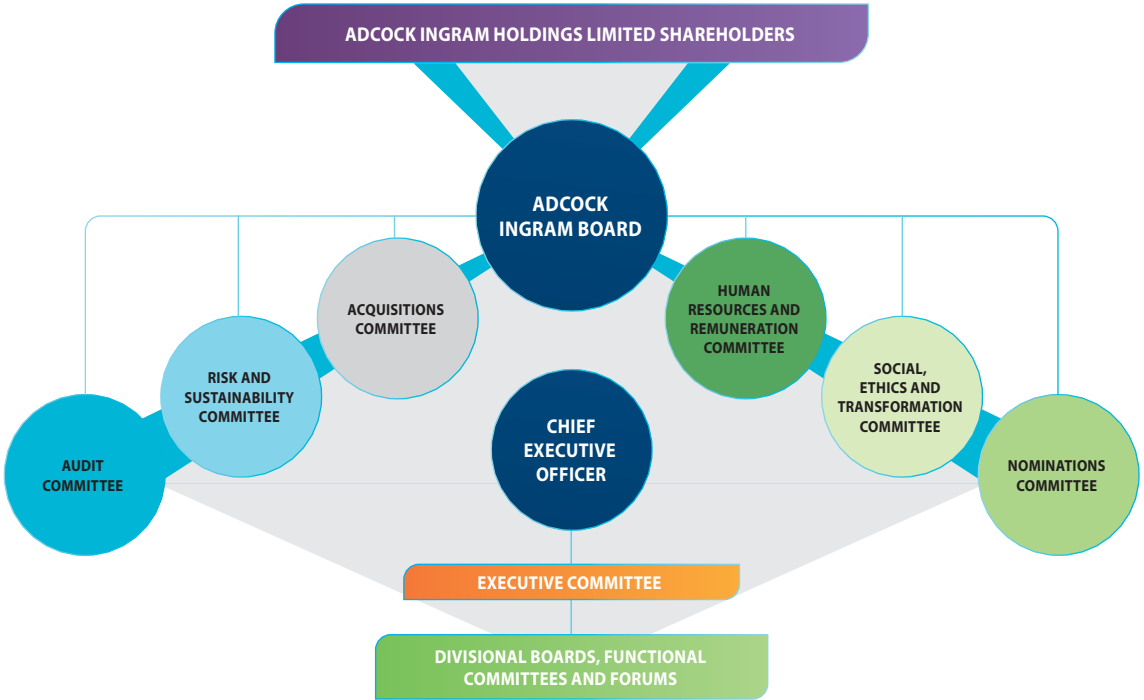 ADCOCK INGRAM HOLDINGS LIMITED SHAREHOLDERS
ADCOCK
INGRAM BOARD
ACQUISITIONS
COMMITTEE
HUMAN
RESOURCES AND
REMUNERATION
COMMITTEE
RISK AND
SUSTAINABILITY
COMMITTEE
SOCIAL,
ETHICS AND
TRANSFORMATION
COMMITTEE
CHIEF
EXECUTIVE
OFFICER
AUDIT
COMMITTEE
NOMINATIONS
COMMITTEE
EXECUTIVE COMMITTEE
DIVISIONAL BOARDS, FUNCTIONAL
COMMITTEES AND FORUMS